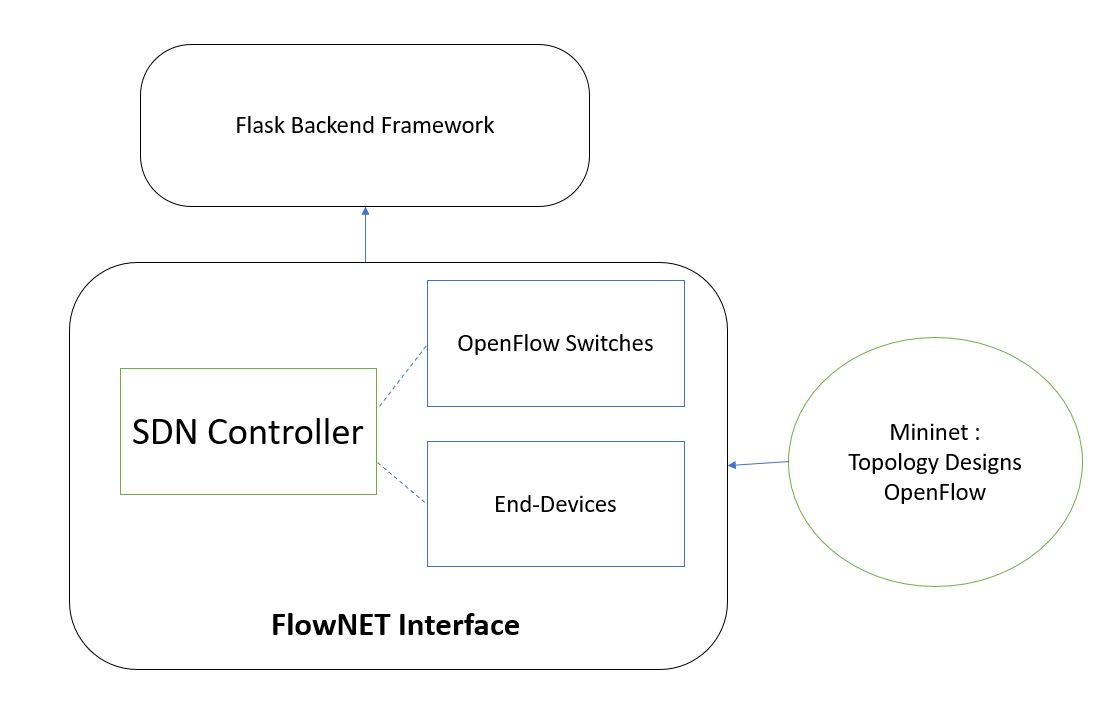 Flask Backend Framework
OpenFlow Switches
SDN Controller
End-Devices
Mininet :
Topology Designs
OpenFlow
FlowNET Interface